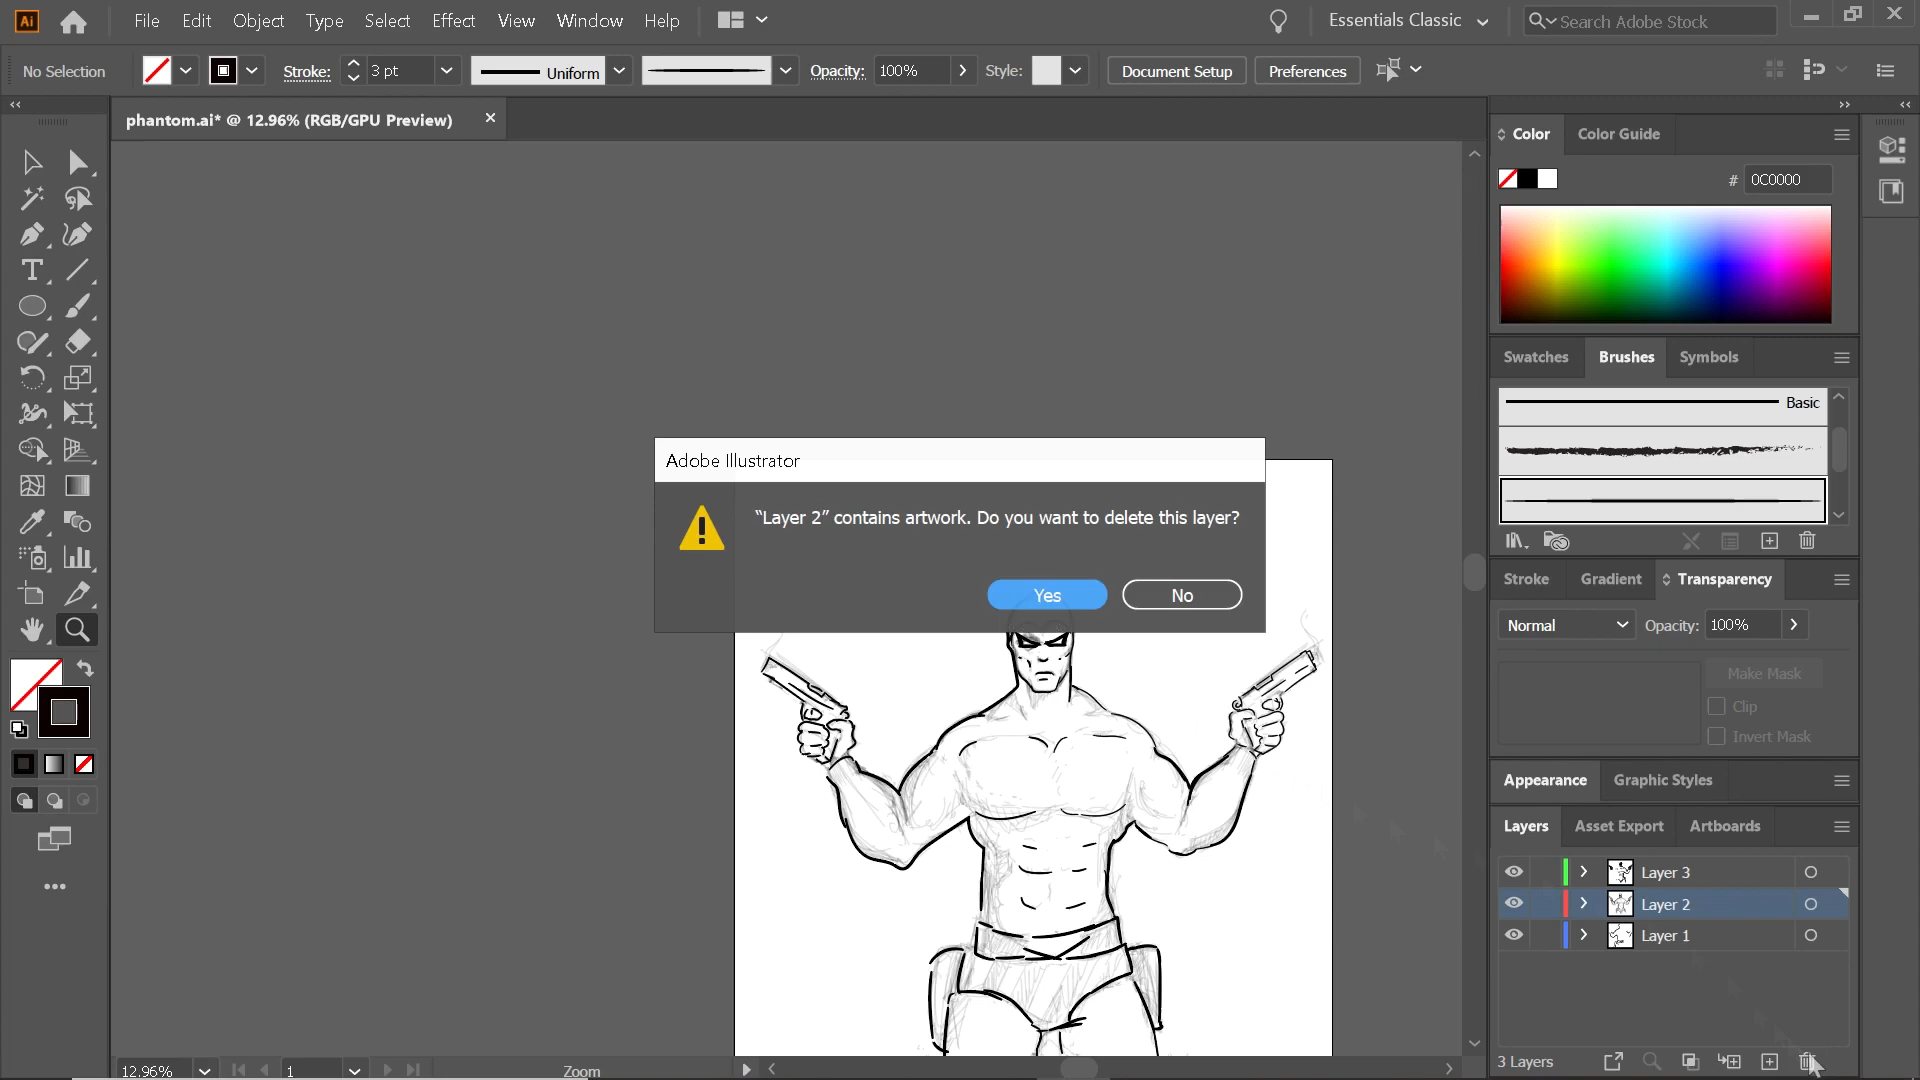 Ai File Edit Object Type Select Effect View Window Help Essentials Classic Search Adobe Stock
No Selection Stroke: 3 pt Uniform Opacity: 100% Style: Document Setup Preferences
phantom.ai* @ 12.96% (RGB/GPU Preview)
Color Color Guide
# 0C0000
Swatches Brushes Symbols
Basic
Adobe Illustrator
“Layer 2” contains artwork. Do you want to delete this layer?
Yes No
Stroke Gradient Transparency
Normal Opacity: 100%
Make Mask
Clip
Invert Mask
Appearance Graphic Styles
Layers Asset Export Artboards
Layer 3
Layer 2
Layer 1
3 Layers
12.96% 1 Zoom